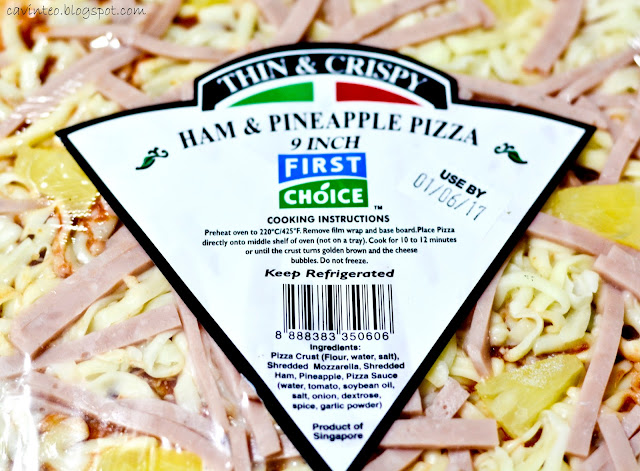 cavinteo.blogspot.com
THIN & CRISPY
HAM & PINEAPPLE PIZZA
9 INCH
FIRST
CHOICE™
USE BY
01/06/17
COOKING INSTRUCTIONS
Preheat oven to 220°C/425°F. Remove film wrap and base board.Place Pizza
directly onto middle shelf of oven (not on a tray). Cook for 10 to 12 minutes
or until the crust turns golden brown and the cheese
bubbles. Do not freeze.
Keep Refrigerated
8 888383 350606
Ingredients:
Pizza Crust (Flour, water, salt),
Shredded Mozzarella, Shredded
Ham, Pineapple, Pizza Sauce
(water, tomato, soybean oil,
salt, onion, dextrose,
spice, garlic powder)
Product of
Singapore